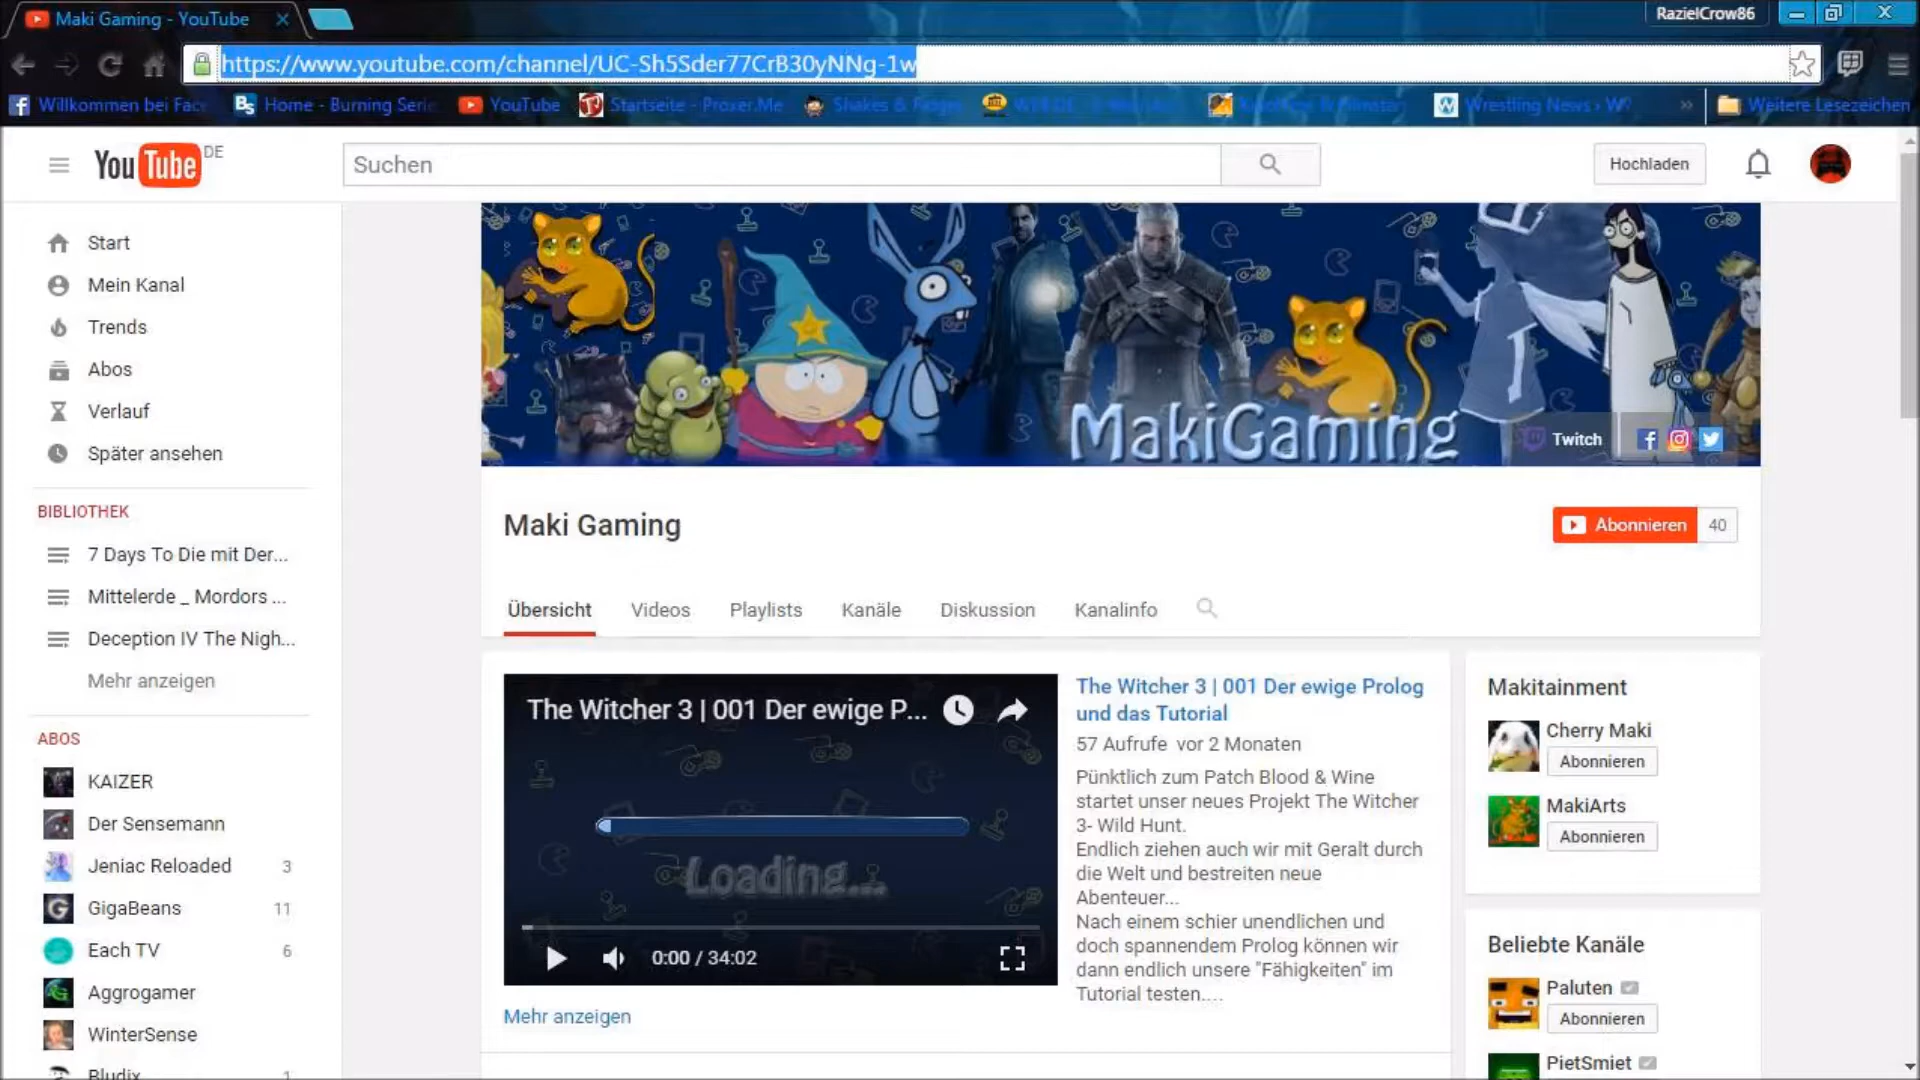 Maki Gaming - YouTube
RazielCrow86
https://www.youtube.com/channel/UC-Sh5Sder77CrB30yNNg-1w
Willkommen bei Face
Home - Burning Serie
YouTube
Startseite - Proxer.Me
Shakes &
Wrestling News › W
»
Weitere Lesezeichen
YouTube DE
Suchen
Hochladen
Start
Mein Kanal
Trends
Abos
Verlauf
Später ansehen
BIBLIOTHEK
7 Days To Die mit Der...
Mittelerde _ Mordors ...
Deception IV The Nigh...
Mehr anzeigen
ABOS
KAIZER
Der Sensemann
Jeniac Reloaded 3
GigaBeans 11
Each TV 6
Aggrogamer
WinterSense
Bludix 1
MakiGaming
Twitch
Maki Gaming
Abonnieren 40
Übersicht
Videos
Playlists
Kanäle
Diskussion
Kanalinfo
The Witcher 3 | 001 Der ewige P...
Loading...
0:00 / 34:02
The Witcher 3 | 001 Der ewige Prolog
und das Tutorial
57 Aufrufe vor 2 Monaten
Pünktlich zum Patch Blood & Wine
startet unser neues Projekt The Witcher
3- Wild Hunt.
Endlich ziehen auch wir mit Geralt durch
die Welt und bestreiten neue
Abenteuer...
Nach einem schier unendlichen und
doch spannendem Prolog können wir
dann endlich unsere "Fähigkeiten" im
Tutorial testen....
Mehr anzeigen
Makitainment
Cherry Maki
Abonnieren
MakiArts
Abonnieren
Beliebte Kanäle
Paluten
Abonnieren
PietSmiet